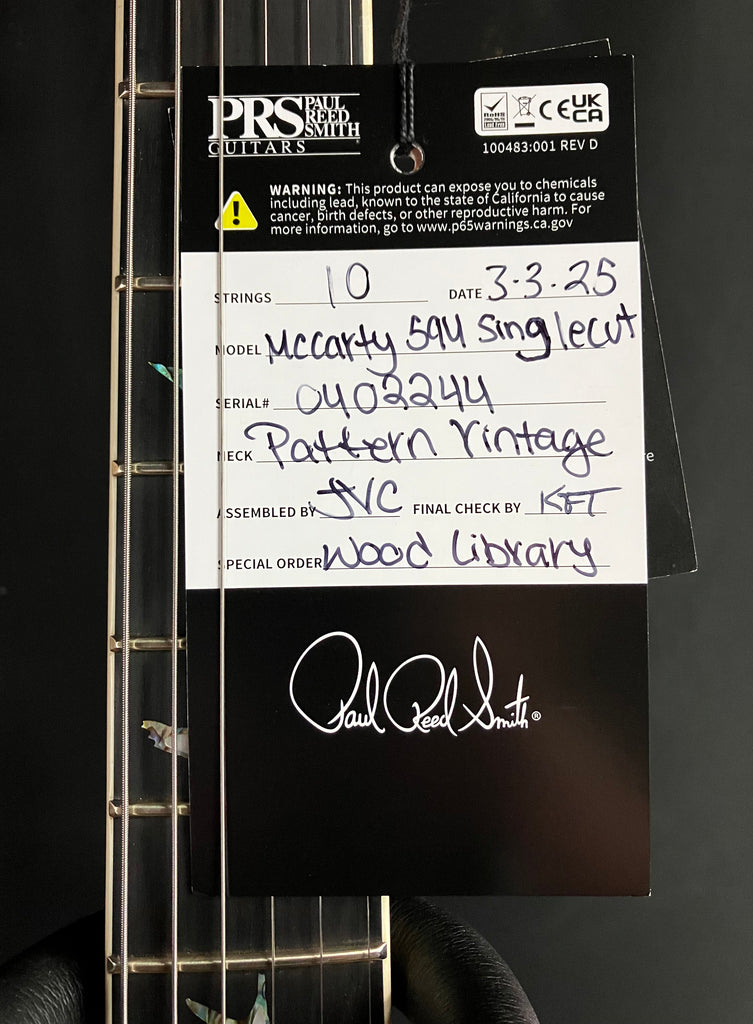 PRS PAUL REED SMITH
GUITARS
RoHS
CE UK CA
100483:001 REV D
WARNING: This product can expose you to chemicals
including lead, known to the state of California to cause
cancer, birth defects, or other reproductive harm. For
more information, go to www.p65warnings.ca.gov
STRINGS 10 DATE 3.3.25
MODEL McCarty 594 Singlecut
SERIAL# 0402244
NECK Pattern Vintage
ASSEMBLED BY JVC FINAL CHECK BY KFT
SPECIAL ORDER Wood Library
Paul Reed Smith®